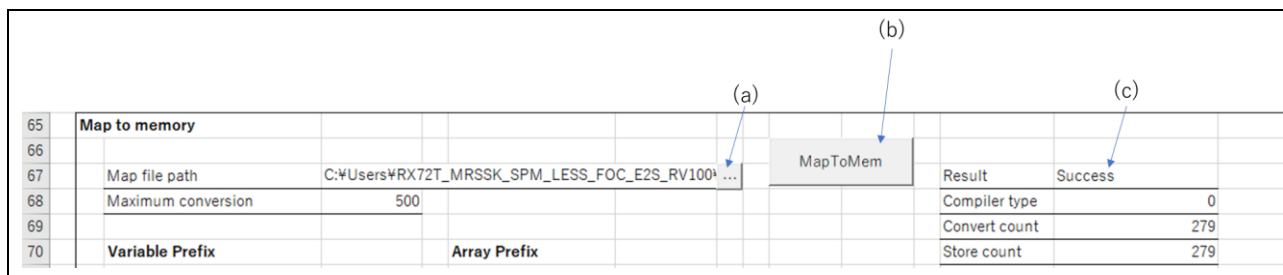 (b)
(a)
(c)
65 Map to memory
66 MapToMem
67 Map file path C:¥Users¥RX72T_MRSSK_SPM_LESS_FOC_E2S_RV100¥ ... Result Success
68 Maximum conversion 500 Compiler type 0
69 Convert count 279
70 Variable Prefix Array Prefix Store count 279